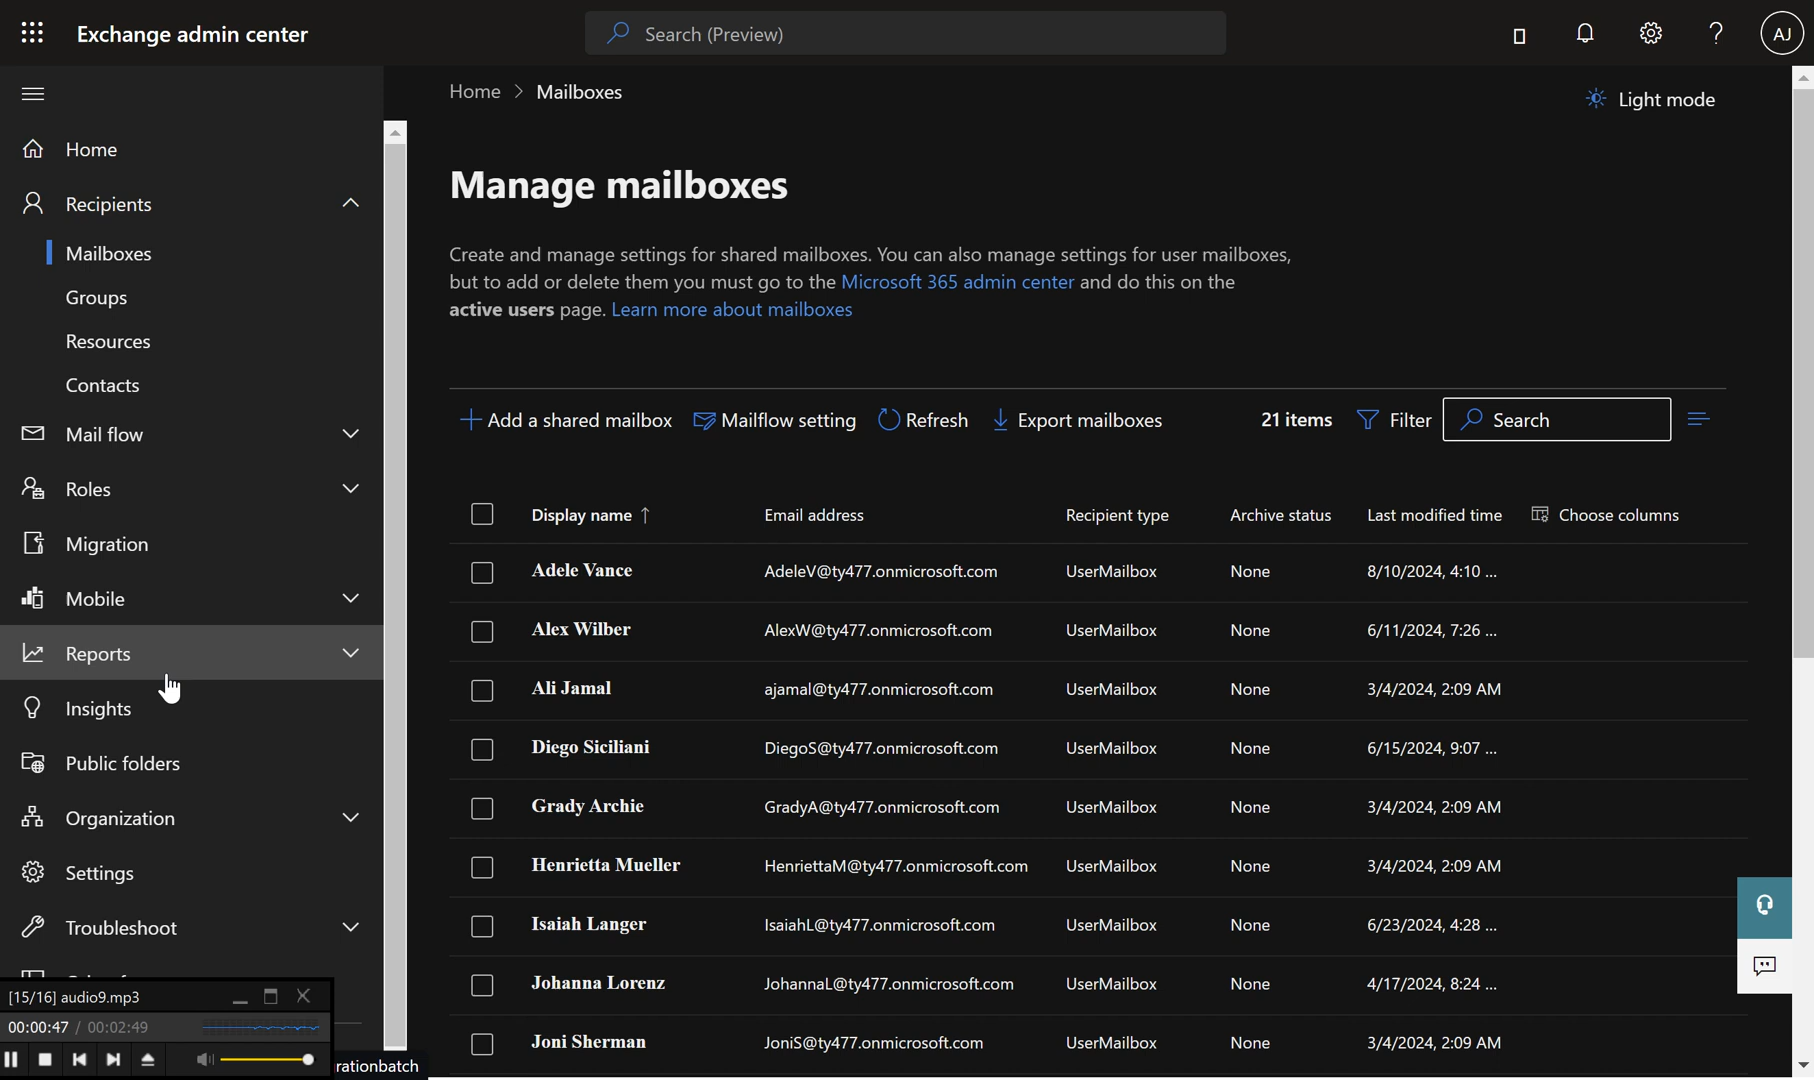 Exchange admin center
Search (Preview)
AJ
Home > Mailboxes
Light mode
Home
Recipients
Mailboxes
Groups
Resources
Contacts
Mail flow
Roles
Migration
Mobile
Reports
Insights
Public folders
Organization
Settings
Troubleshoot
Manage mailboxes
Create and manage settings for shared mailboxes. You can also manage settings for user mailboxes,
but to add or delete them you must go to the Microsoft 365 admin center and do this on the
active users page. Learn more about mailboxes
Add a shared mailbox Mailflow setting Refresh Export mailboxes 21 items Filter Search
Display name ↑ Email address Recipient type Archive status Last modified time Choose columns
Adele Vance AdeleV@ty477.onmicrosoft.com UserMailbox None 8/10/2024, 4:10 ...
Alex Wilber AlexW@ty477.onmicrosoft.com UserMailbox None 6/11/2024, 7:26 ...
Ali Jamal ajamal@ty477.onmicrosoft.com UserMailbox None 3/4/2024, 2:09 AM
Diego Siciliani DiegoS@ty477.onmicrosoft.com UserMailbox None 6/15/2024, 9:07 ...
Grady Archie GradyA@ty477.onmicrosoft.com UserMailbox None 3/4/2024, 2:09 AM
Henrietta Mueller HenriettaM@ty477.onmicrosoft.com UserMailbox None 3/4/2024, 2:09 AM
Isaiah Langer IsaiahL@ty477.onmicrosoft.com UserMailbox None 6/23/2024, 4:28 ...
Johanna Lorenz JohannaL@ty477.onmicrosoft.com UserMailbox None 4/17/2024, 8:24 ...
Joni Sherman JoniS@ty477.onmicrosoft.com UserMailbox None 3/4/2024, 2:09 AM
[15/16] audio9.mp3
00:00:47 / 00:02:49
rationbatch